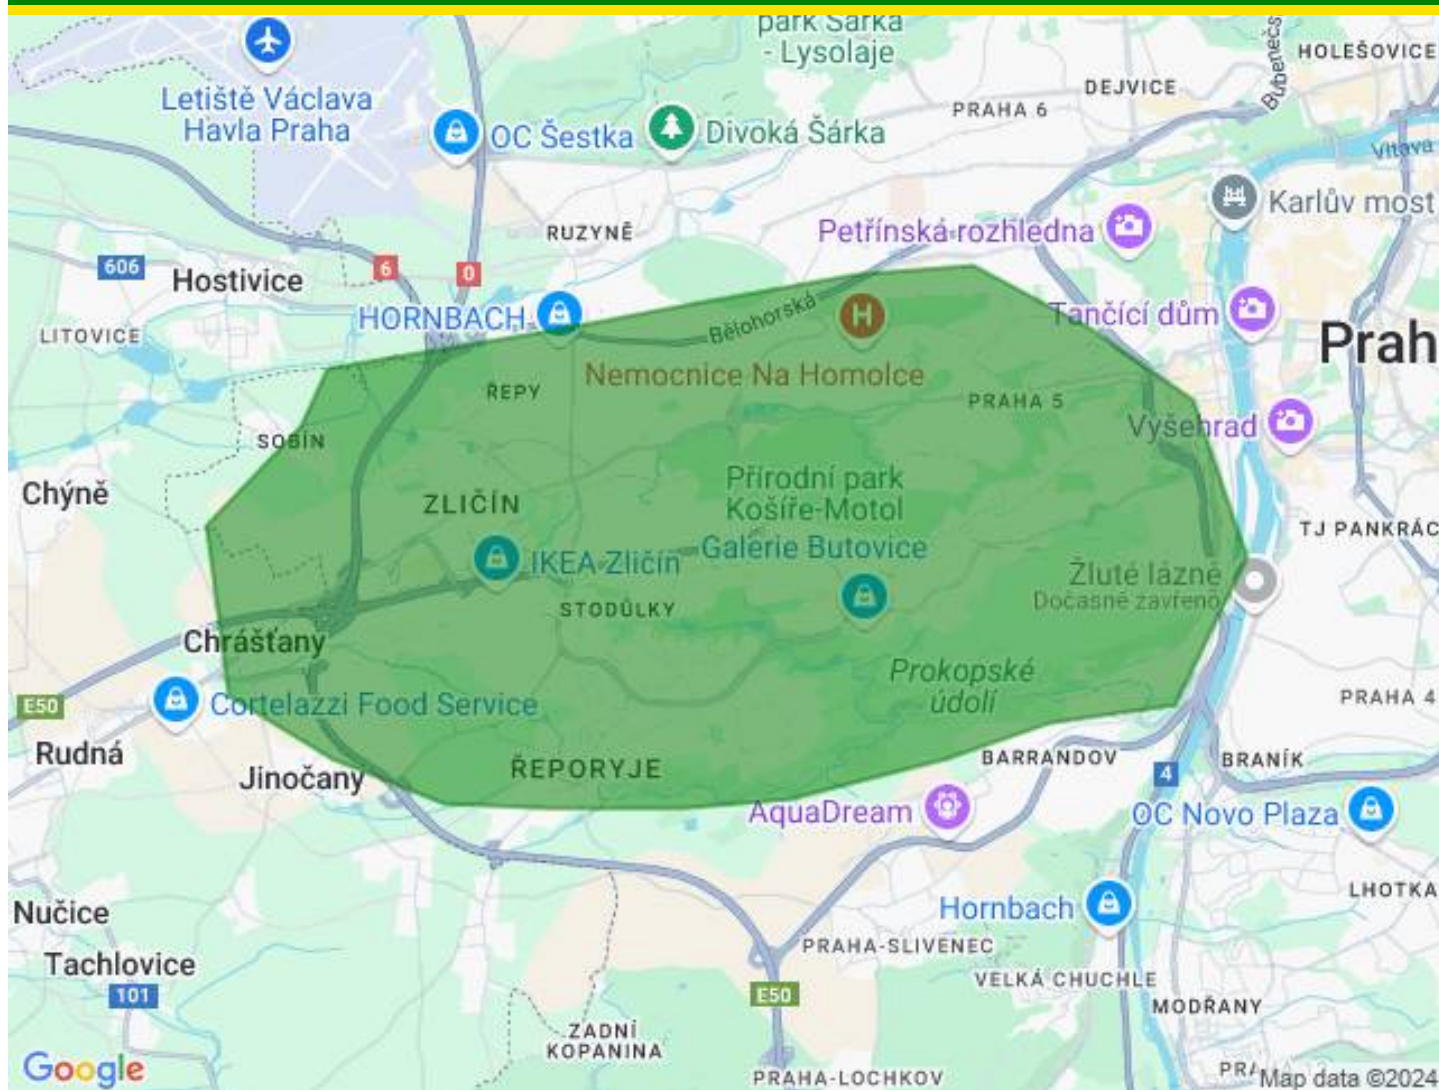 park Šárka
- Lysolaje
HOLEŠOVICE
Bubenečs
DEJVICE
Letiště Václava
Havla Praha
PRAHA 6
OC Šestka
Divoká Šárka
Vltava
Karlův most
RUZYNĚ
Petřínská rozhledna
606
Hostivice
6
0
HORNBACH
Bělohorská
Tančící dům
LITOVICE
Prah
Nemocnice Na Homolce
ŘEPY
PRAHA 5
SOBÍN
Vyšehrad
Chýně
ZLIČÍN
Přírodní park
Košíře-Motol
TJ PANKRÁC
IKEA Zličín
Galerie Butovice
Žluté lázně
Dočasně zavřeno
STODŮLKY
Chrášťany
Prokopské
údolí
E50
Cortelazzi Food Service
PRAHA 4
Rudná
Jinočany
ŘEPORYJE
BARRANDOV
4
BRANÍK
AquaDream
OC Novo Plaza
LHOTKA
Nučice
Hornbach
PRAHA-SLIVENEC
Tachlovice
101
E50
VELKÁ CHUCHLE
MODŘANY
ZADNÍ
KOPANINA
Google
PRAHA-LOCHKOV
PRA
Map data ©2024